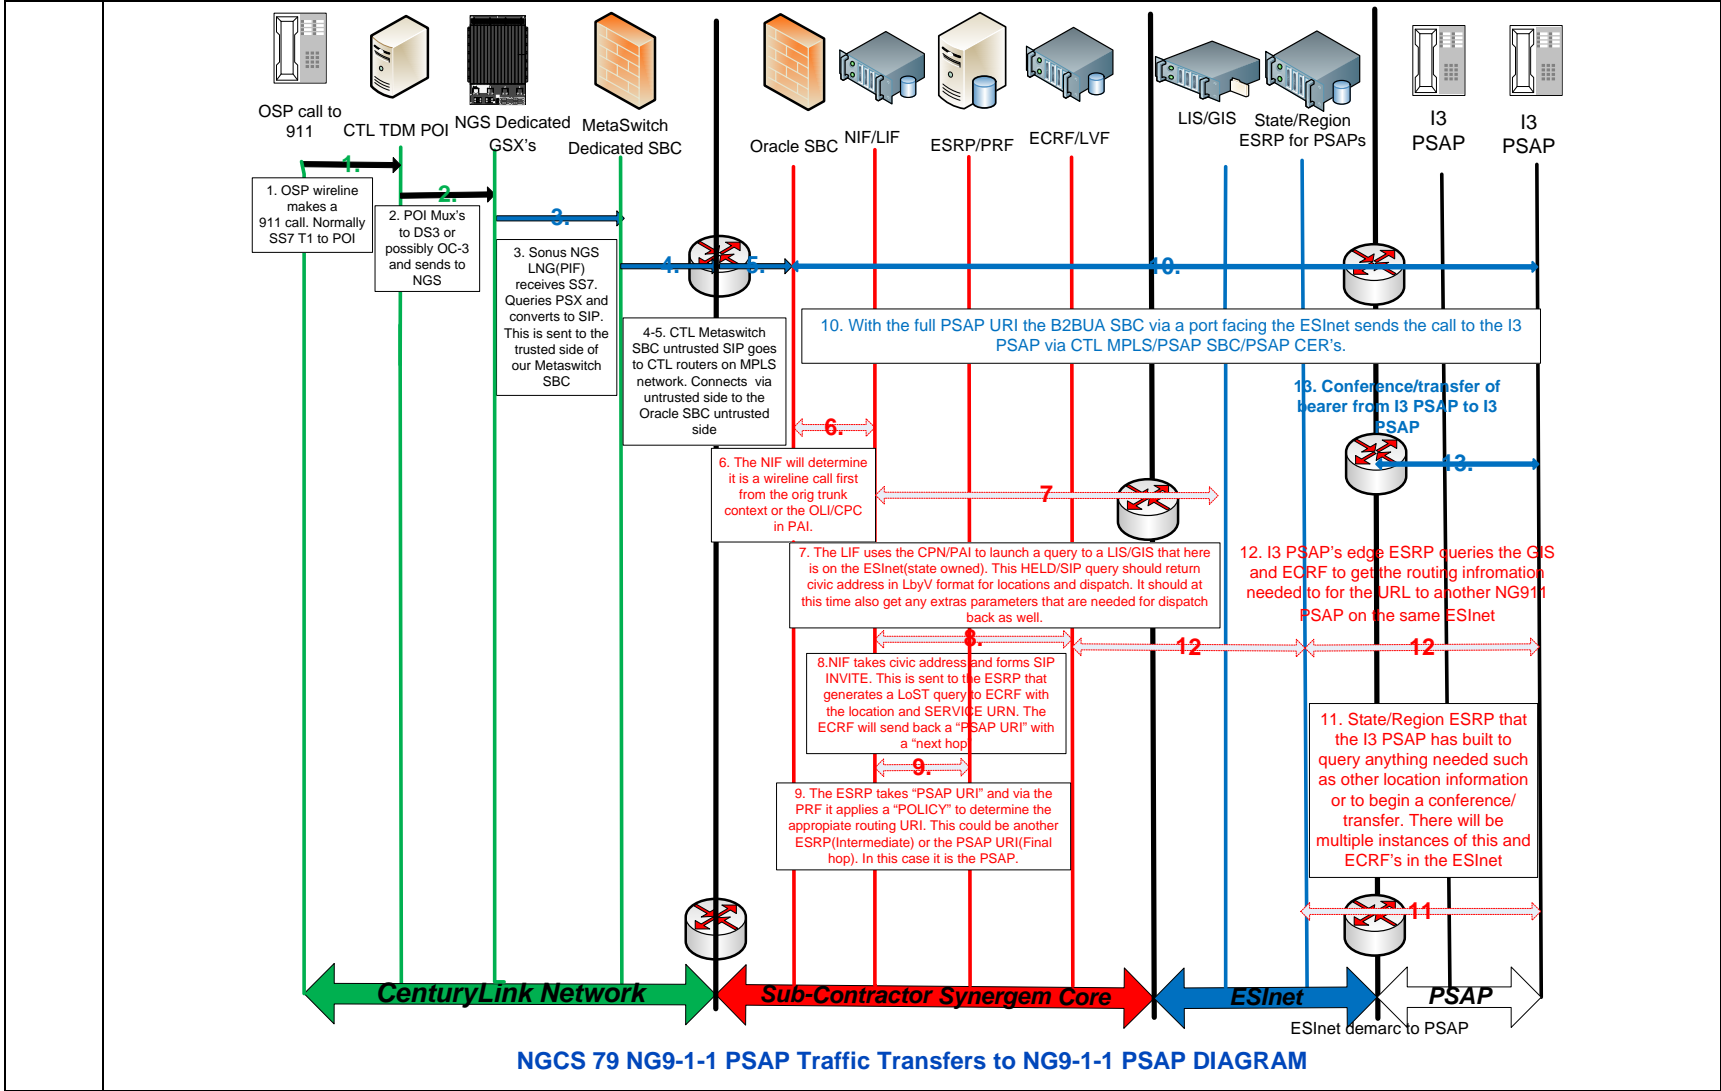 OSP call to
911
CTL TDM POI
NGS Dedicated
GSX's
MetaSwitch
Dedicated SBC
Oracle SBC
NIF/LIF
ESRP/PRF
ECRF/LVF
LIS/GIS
State/Region
ESRP for PSAPs
I3
PSAP
I3
PSAP
1.
1. OSP wireline
makes a
911 call. Normally
SS7 T1 to POI
2.
2. POI Mux's
to DS3 or
possibly OC-3
and sends to
NGS
3.
3. Sonus NGS
LNG(PIF)
receives SS7.
Queries PSX and
converts to SIP.
This is sent to the
trusted side of
our Metaswitch
SBC
4.
5.
4-5. CTL Metaswitch
SBC untrusted SIP goes
to CTL routers on MPLS
network. Connects via
untrusted side to the
Oracle SBC untrusted
side
10.
10. With the full PSAP URI the B2BUA SBC via a port facing the ESInet sends the call to the I3
PSAP via CTL MPLS/PSAP SBC/PSAP CER's.
13. Conference/transfer of
bearer from I3 PSAP to I3
PSAP
13.
6.
6. The NIF will determine
it is a wireline call first
from the orig trunk
context or the OLI/CPC
in PAI.
7
7. The LIF uses the CPN/PAI to launch a query to a LIS/GIS that here
is on the ESInet(state owned). This HELD/SIP query should return
civic address in LbyV format for locations and dispatch. It should at
this time also get any extras parameters that are needed for dispatch
back as well.
12. I3 PSAP's edge ESRP queries the GIS
and ECRF to get the routing infromation
needed to for the URL to another NG911
PSAP on the same ESInet
8.
12
12
8.NIF takes civic address and forms SIP
INVITE. This is sent to the ESRP that
generates a LoST query to ECRF with
the location and SERVICE URN. The
ECRF will send back a “PSAP URI” with
a “next hop
9.
9. The ESRP takes “PSAP URI” and via the
PRF it applies a “POLICY” to determine the
appropiate routing URI. This could be another
ESRP(Intermediate) or the PSAP URI(Final
hop). In this case it is the PSAP.
11. State/Region ESRP that
the I3 PSAP has built to
query anything needed such
as other location information
or to begin a conference/
transfer. There will be
multiple instances of this and
ECRF's in the ESInet
11
CenturyLink Network
Sub-Contractor Synergem Core
ESInet
PSAP
ESInet demarc to PSAP
NGCS 79 NG9-1-1 PSAP Traffic Transfers to NG9-1-1 PSAP DIAGRAM